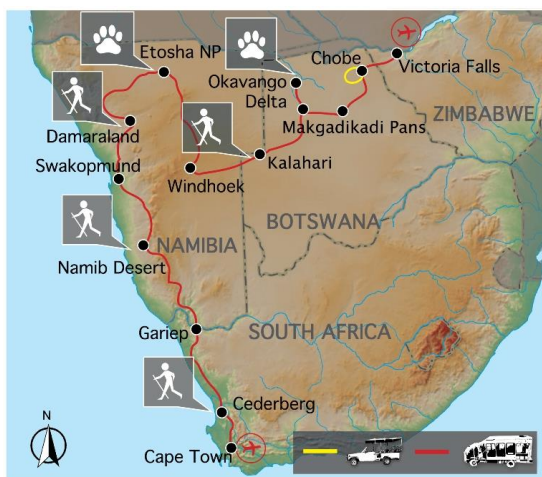 Etosha NP
Chobe
Victoria Falls
Okavango
Delta
ZIMBABWE
Damaraland
Makgadikadi Pans
Swakopmund
Kalahari
Windhoek
BOTSWANA
NAMIBIA
Namib Desert
Gariep
SOUTH AFRICA
Cederberg
N
Cape Town